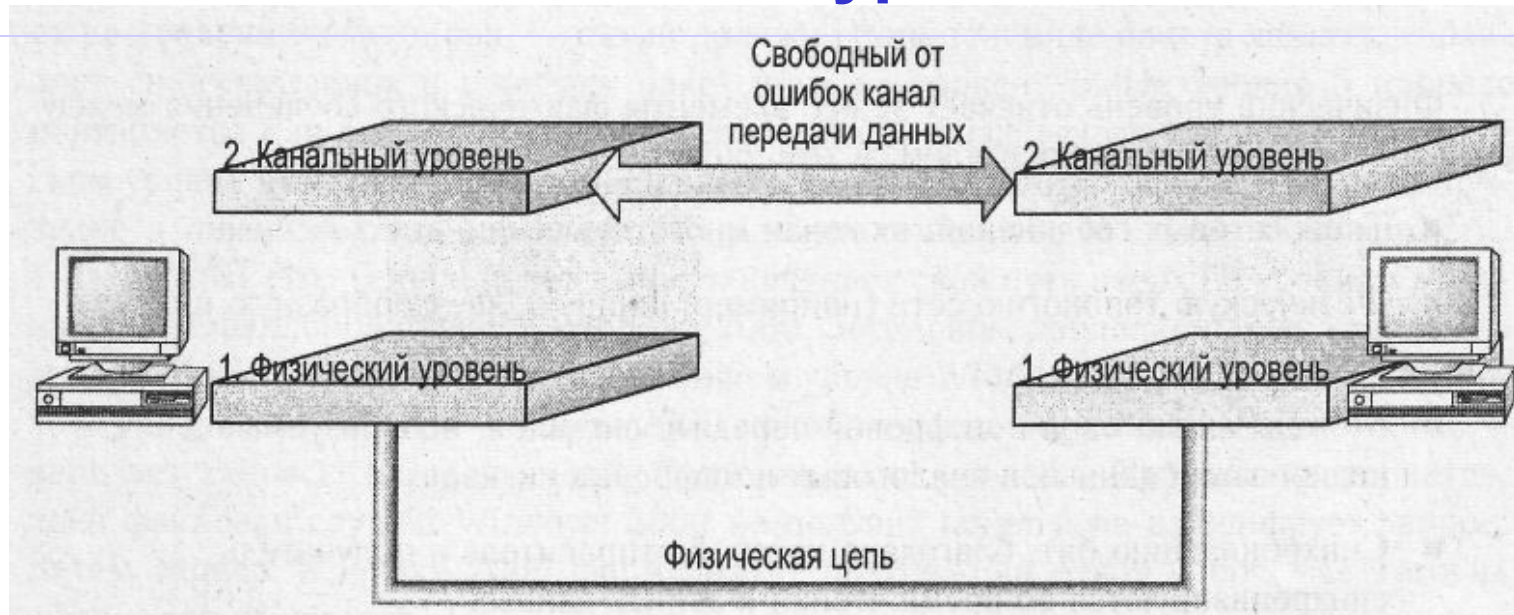 Свободный от
ошибок канал
передачи данных
2. Канальный уровень
2. Канальный уровень
1. Физический уровень
1. Физический уровень
Физическая цепь